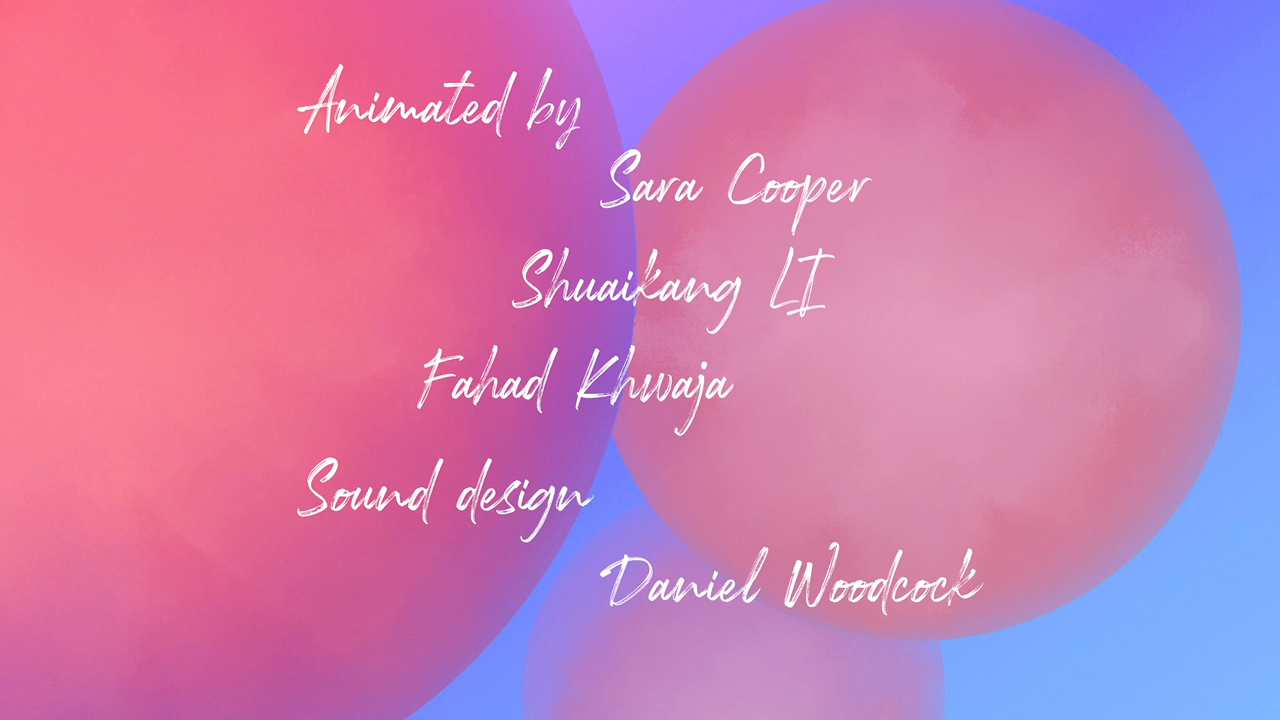 Animated by
Sara Cooper
Shuaikang LI
Fahad Khwaja
Sound design
Daniel Woodcock